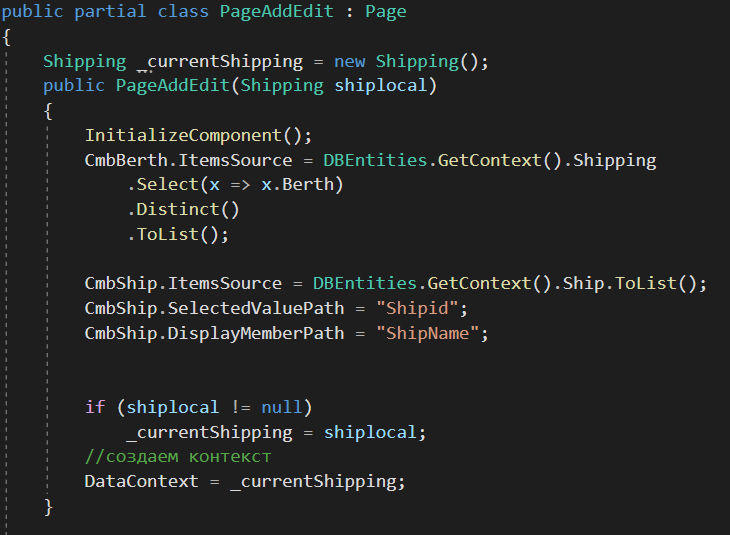 public partial class PageAddEdit : Page
{
Shipping _currentShipping = new Shipping();
public PageAddEdit(Shipping shiplocal)
{
InitializeComponent();
CmbBerth.ItemsSource = DBEntities.GetContext().Shipping
.Select(x => x.Berth)
.Distinct()
.ToList();
CmbShip.ItemsSource = DBEntities.GetContext().Ship.ToList();
CmbShip.SelectedValuePath = "Shipid";
CmbShip.DisplayMemberPath = "ShipName";
if (shiplocal != null)
_currentShipping = shiplocal;
//создаем контекст
DataContext = _currentShipping;
}